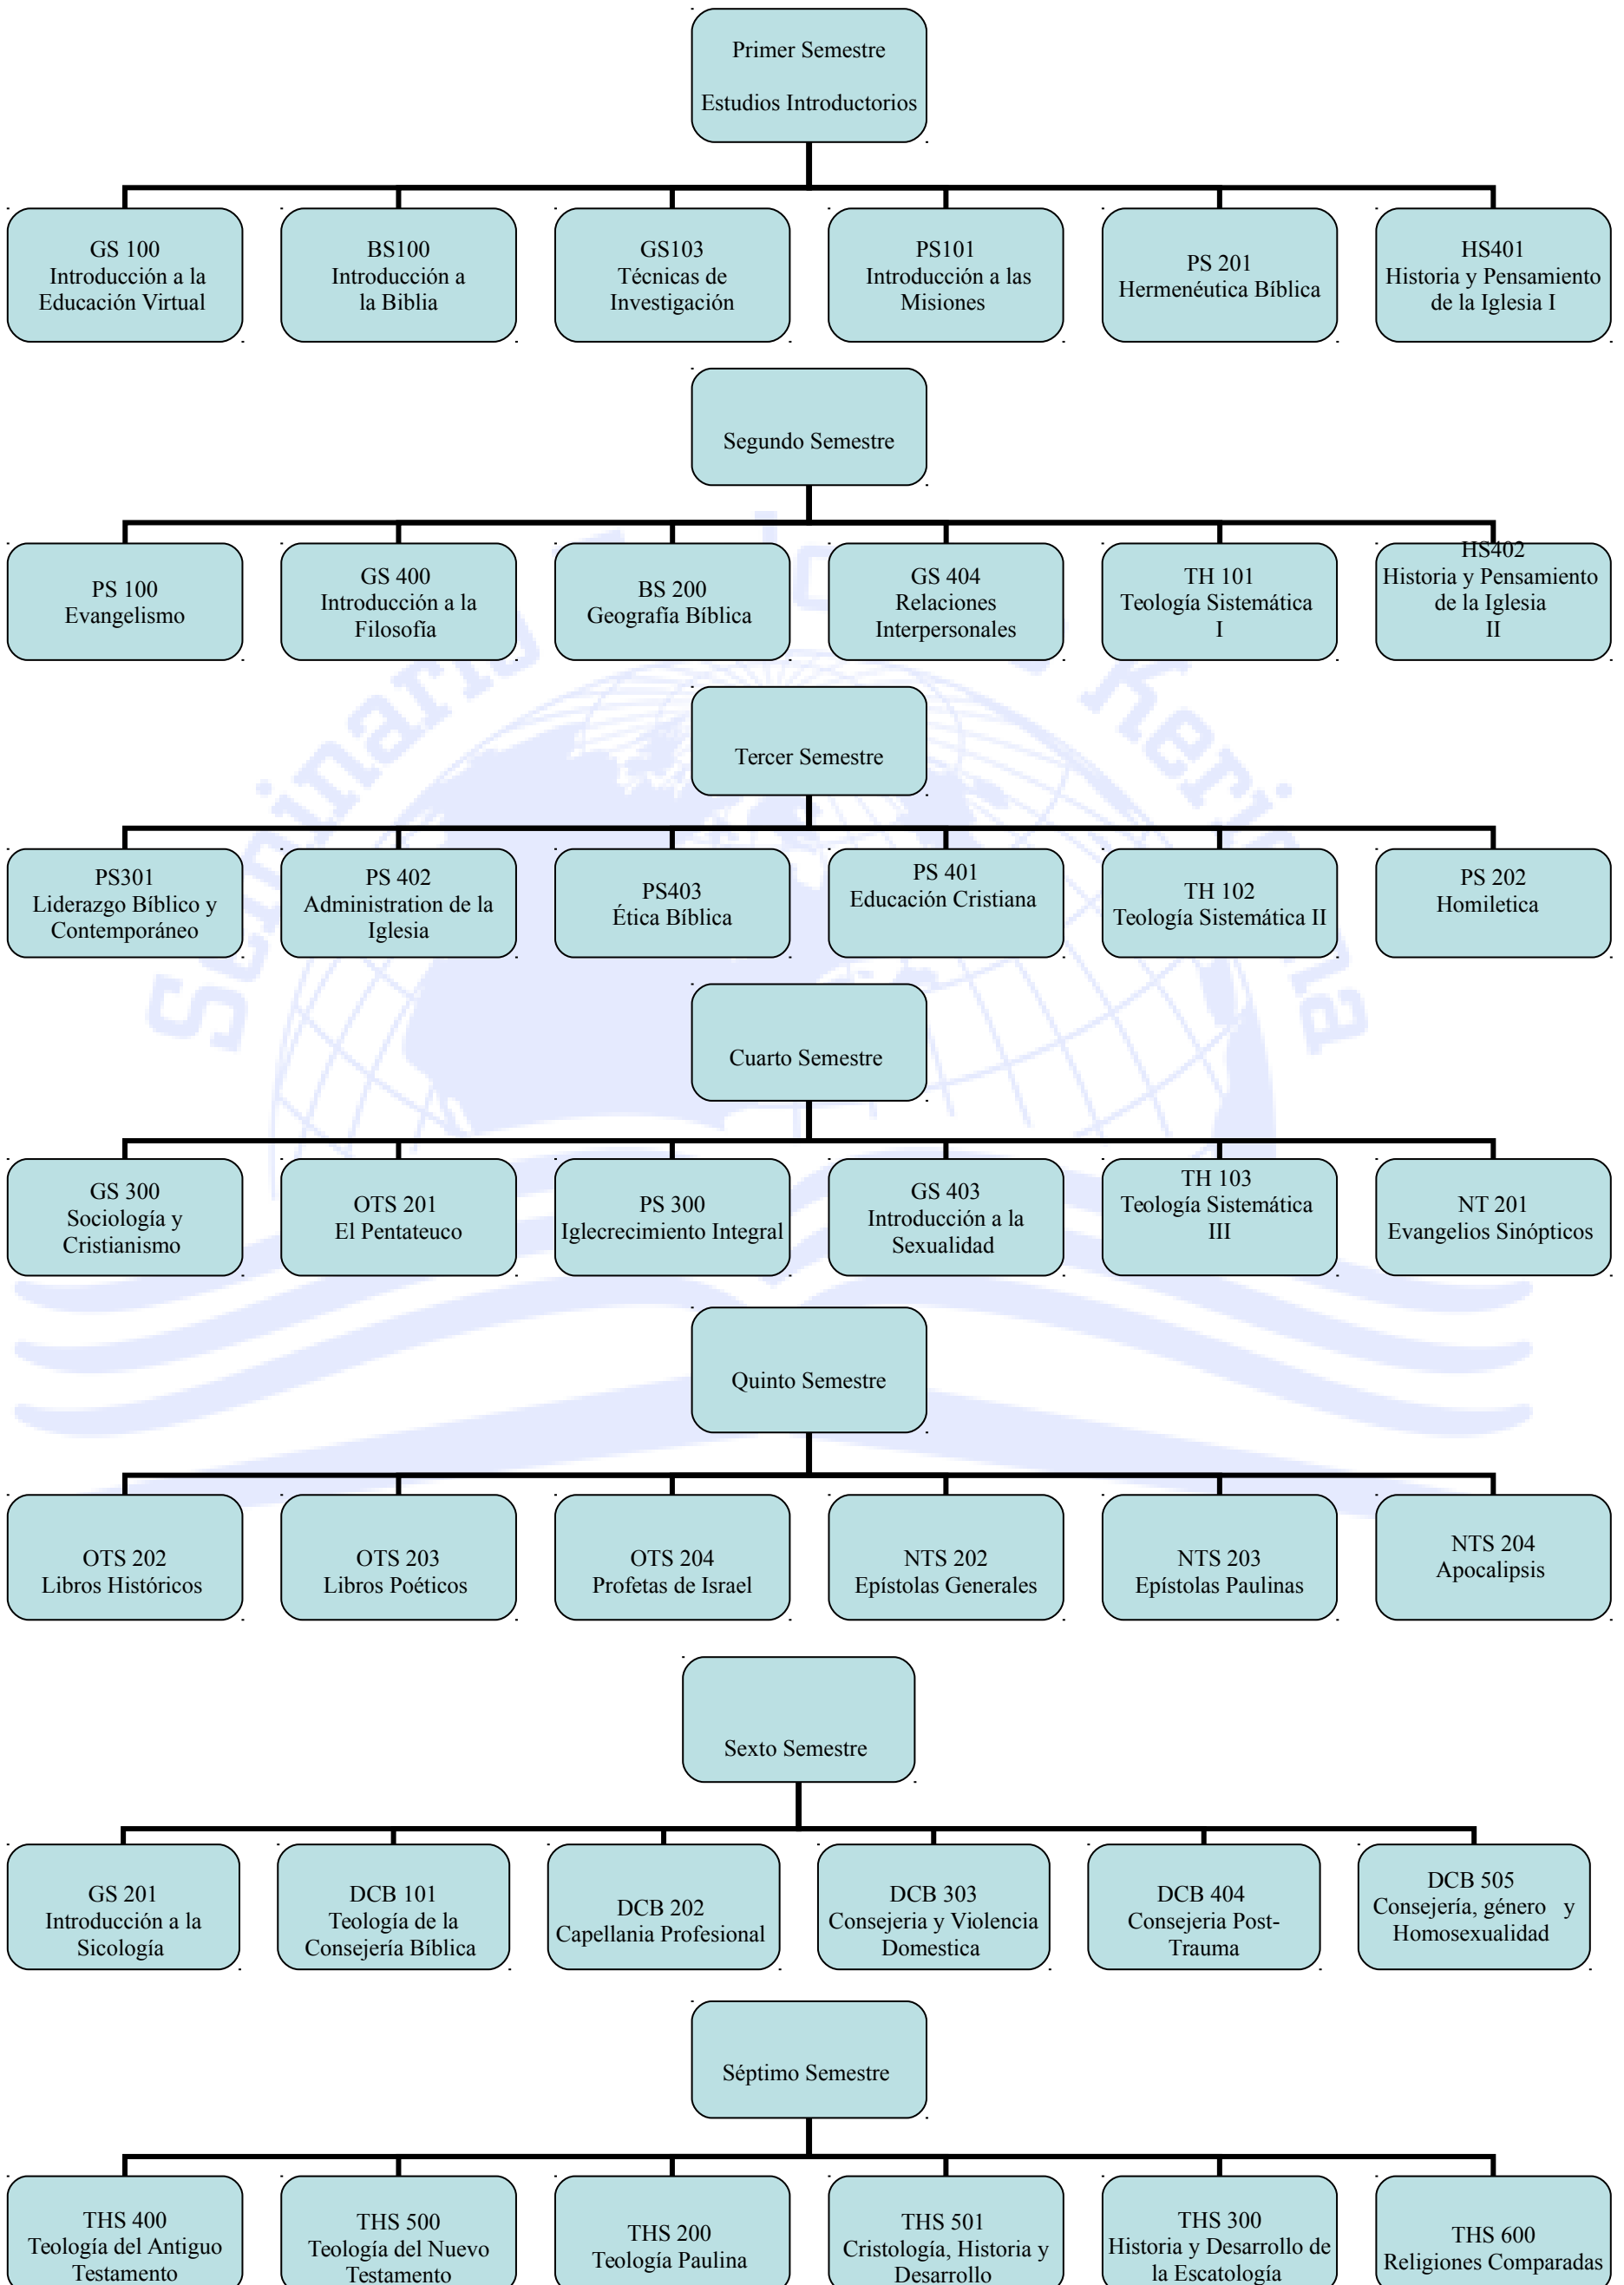 Primer Semestre
Estudios Introductorios
GS 100
Introducción a la
Educación Virtual
BS100
Introducción a
la Biblia
GS103
Técnicas de
Investigación
PS101
Introducción a las
Misiones
PS 201
Hermenéutica Bíblica
HS401
Historia y Pensamiento
de la Iglesia I
Segundo Semestre
PS 100
Evangelismo
GS 400
Introducción a la
Filosofía
BS 200
Geografía Bíblica
GS 404
Relaciones
Interpersonales
TH 101
Teología Sistemática
I
HS402
Historia y Pensamiento
de la Iglesia
II
Tercer Semestre
PS301
Liderazgo Bíblico y
Contemporáneo
PS 402
Administration de la
Iglesia
PS403
Ética Bíblica
PS 401
Educación Cristiana
TH 102
Teología Sistemática II
PS 202
Homiletica
Cuarto Semestre
GS 300
Sociología y
Cristianismo
OTS 201
El Pentateuco
PS 300
Iglecrecimiento Integral
GS 403
Introducción a la
Sexualidad
TH 103
Teología Sistemática
III
NT 201
Evangelios Sinópticos
Quinto Semestre
OTS 202
Libros Históricos
OTS 203
Libros Poéticos
OTS 204
Profetas de Israel
NTS 202
Epístolas Generales
NTS 203
Epístolas Paulinas
NTS 204
Apocalipsis
Sexto Semestre
GS 201
Introducción a la
Sicología
DCB 101
Teología de la
Consejería Bíblica
DCB 202
Capellania Profesional
DCB 303
Consejeria y Violencia
Domestica
DCB 404
Consejeria Post-
Trauma
DCB 505
Consejería, género y
Homosexualidad
Séptimo Semestre
THS 400
Teología del Antiguo
Testamento
THS 500
Teología del Nuevo
Testamento
THS 200
Teología Paulina
THS 501
Cristología, Historia y
Desarrollo
THS 300
Historia y Desarrollo de
la Escatología
THS 600
Religiones Comparadas
Seminario
Kerigma